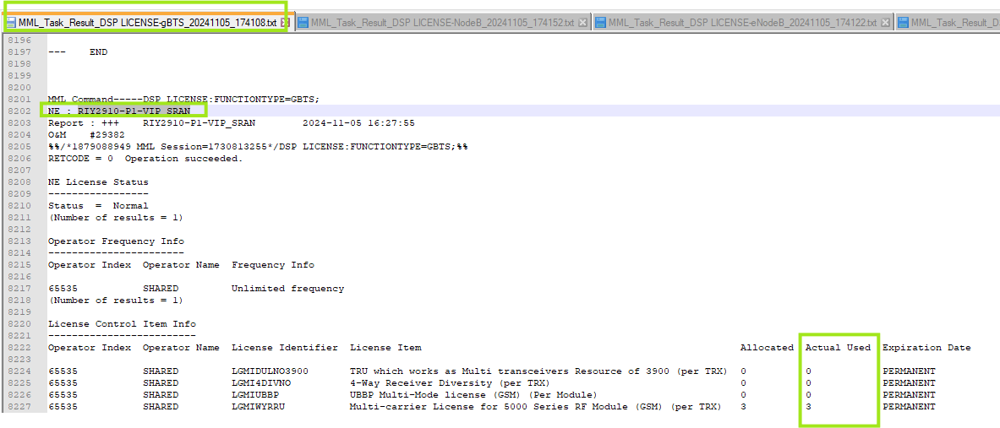 MML_Task_Result_DSP LICENSE-gBTS_20241105_174108.txt MML_Task_Result_DSP LICENSE-NodeB_20241105_174152.txt MML_Task_Result_DSP LICENSE-eNodeB_20241105_174122.txt MML_Task_Result_D
8196
8197 --- END
8198
8199
8200
8201 MML Command-----DSP LICENSE:FUNCTIONTYPE=GBTS;
8202 NE : RIY2910-P1-VIP_SRAN
8203 Report : +++ RIY2910-P1-VIP_SRAN 2024-11-05 16:27:55
8204 O&M #29382
8205 %%/*1879088949 MML Session=1730813255*/DSP LICENSE:FUNCTIONTYPE=GBTS;%%
8206 RETCODE = 0 Operation succeeded.
8207
8208 NE License Status
8209 -----------------
8210 Status = Normal
8211 (Number of results = 1)
8212
8213 Operator Frequency Info
8214 -----------------------
8215 Operator Index Operator Name Frequency Info
8216
8217 65535 SHARED Unlimited frequency
8218 (Number of results = 1)
8219
8220 License Control Item Info
8221 -------------------------
8222 Operator Index Operator Name License Identifier License Item Allocated Actual Used Expiration Date
8223
8224 65535 SHARED LGMIDULNO3900 TRU which works as Multi transceivers Resource of 3900 (per TRX) 0 0 PERMANENT
8225 65535 SHARED LGMI4DIVNO 4-Way Receiver Diversity (per TRX) 0 0 PERMANENT
8226 65535 SHARED LGMIUBBP UBBP Multi-Mode license (GSM) (Per Module) 0 0 PERMANENT
8227 65535 SHARED LGMIWYRRU Multi-carrier License for 5000 Series RF Module (GSM) (per TRX) 3 3 PERMANENT